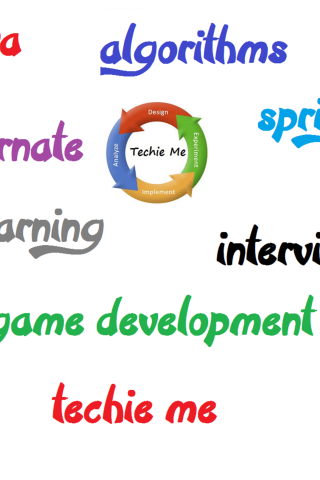 a
algorithms
spri
rnate
Design
Experiment
Implement
Analyze
Techie Me
arning
intervi
game development
techie me